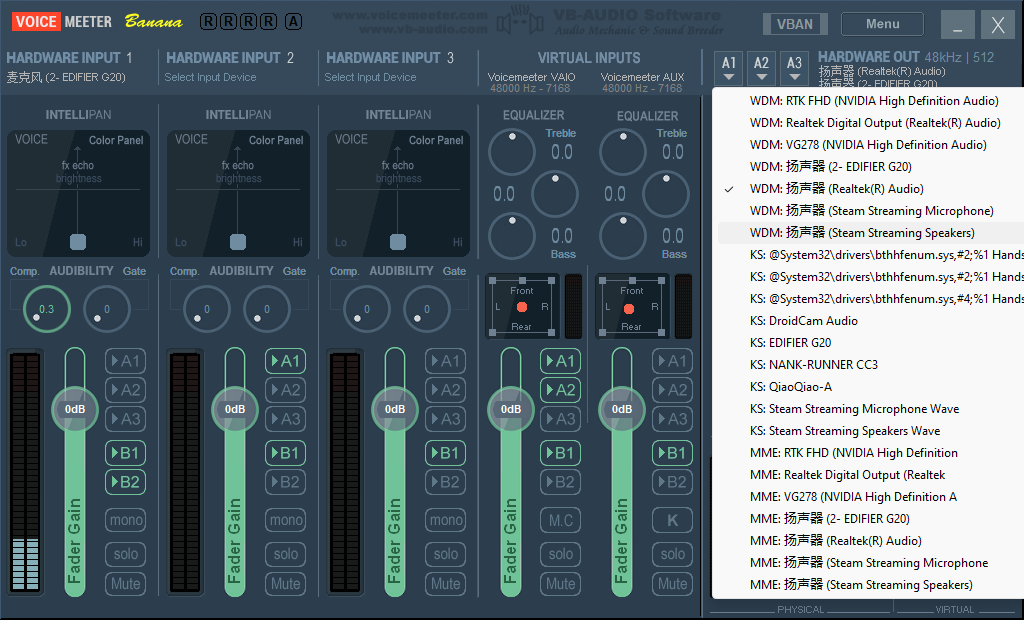 VOICE MEETER Banana R R R R A www.voicemeeter.com www.vb-audio.com VB-AUDIO Software Audio Mechanic & Sound Breeder VBAN Menu
HARDWARE INPUT 1 HARDWARE INPUT 2 HARDWARE INPUT 3 VIRTUAL INPUTS A1 A2 A3 HARDWARE OUT 48kHz | 512
麦克风 (2- EDIFIER G20) Select Input Device Select Input Device Voicemeeter VAIO Voicemeeter AUX 扬声器 (Realtek(R) Audio)
48000 Hz - 7168 48000 Hz - 7168 扬声器 (2- EDIFIER G20)
INTELLIPAN INTELLIPAN INTELLIPAN EQUALIZER EQUALIZER
VOICE Color Panel VOICE Color Panel VOICE Color Panel Treble Treble
fx echo fx echo fx echo 0.0 0.0
brightness brightness brightness
0.0 0.0
Lo Hi Lo Hi Lo Hi 0.0 0.0
Bass Bass
Comp. AUDIBILITY Gate Comp. AUDIBILITY Gate Comp. AUDIBILITY Gate
0.3 0 0 0 0 0
Front Front
L R L R
Rear Rear
A1 A1 A1 A1 A1
A2 A2 A2 A2 A2
0dB A3 0dB A3 0dB A3 0dB A3 0dB A3
B1 B1 B1 B1 B1
B2 B2 B2 B2 B2
Fader Gain mono Fader Gain mono Fader Gain mono Fader Gain M.C Fader Gain K
solo solo solo solo solo
Mute Mute Mute Mute Mute
WDM: RTK FHD (NVIDIA High Definition Audio)
WDM: Realtek Digital Output (Realtek(R) Audio)
WDM: VG278 (NVIDIA High Definition Audio)
WDM: 扬声器 (2- EDIFIER G20)
WDM: 扬声器 (Realtek(R) Audio)
WDM: 扬声器 (Steam Streaming Microphone)
WDM: 扬声器 (Steam Streaming Speakers)
KS: @System32\drivers\bthhfenum.sys,#2;%1 Hands
KS: @System32\drivers\bthhfenum.sys,#2;%1 Hands
KS: @System32\drivers\bthhfenum.sys,#4;%1 Hands
KS: DroidCam Audio
KS: EDIFIER G20
KS: NANK-RUNNER CC3
KS: QiaoQiao-A
KS: Steam Streaming Microphone Wave
KS: Steam Streaming Speakers Wave
MME: RTK FHD (NVIDIA High Definition
MME: Realtek Digital Output (Realtek
MME: VG278 (NVIDIA High Definition A
MME: 扬声器 (2- EDIFIER G20)
MME: 扬声器 (Realtek(R) Audio)
MME: 扬声器 (Steam Streaming Microphone
MME: 扬声器 (Steam Streaming Speakers)
PHYSICAL VIRTUAL